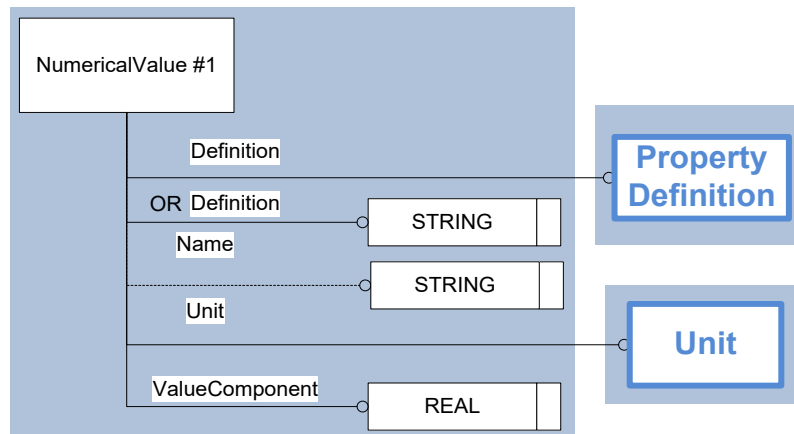 NumericalValue #1
Definition
Property
Definition
OR Definition
STRING
Name
STRING
Unit
Unit
ValueComponent
REAL